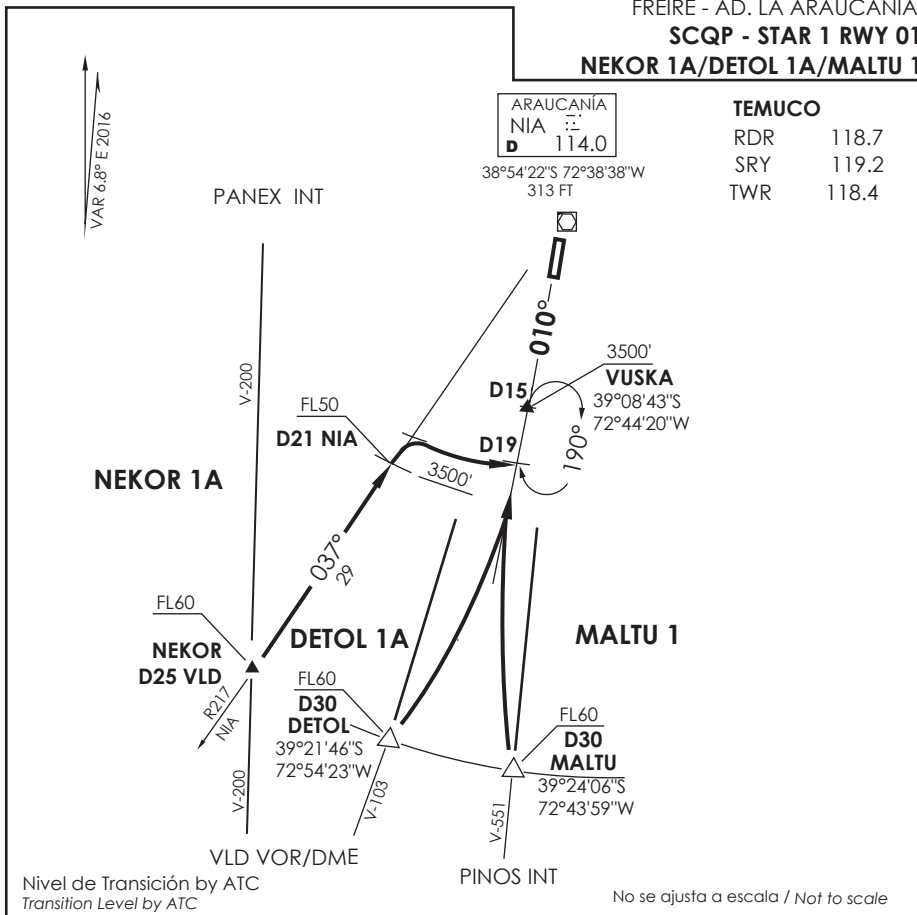 FREIRE - AD. LA ARAUCANÍA
SCQP - STAR 1 RWY 01
NEKOR 1A/DETOL 1A/MALTU 1
VAR 6.8° E 2016
ARAUCANÍA
NIA
D 114.0
38°54'22"S 72°38'38"W
313 FT
TEMUCO
RDR 118.7
SRY 119.2
TWR 118.4
PANEX INT
V-200
010°
3500'
VUSKA
39°08'43"S
72°44'20"W
D15
FL50
D21 NIA
D19
190°
3500'
NEKOR 1A
037°
29
FL60
NEKOR
D25 VLD
R217
NIA
DETOL 1A
MALTU 1
FL60
D30
DETOL
39°21'46"S
72°54'23"W
FL60
D30
MALTU
39°24'06"S
72°43'59"W
V-200
V-103
V-551
VLD VOR/DME
PINOS INT
Nivel de Transición by ATC
Transition Level by ATC
No se ajusta a escala / Not to scale